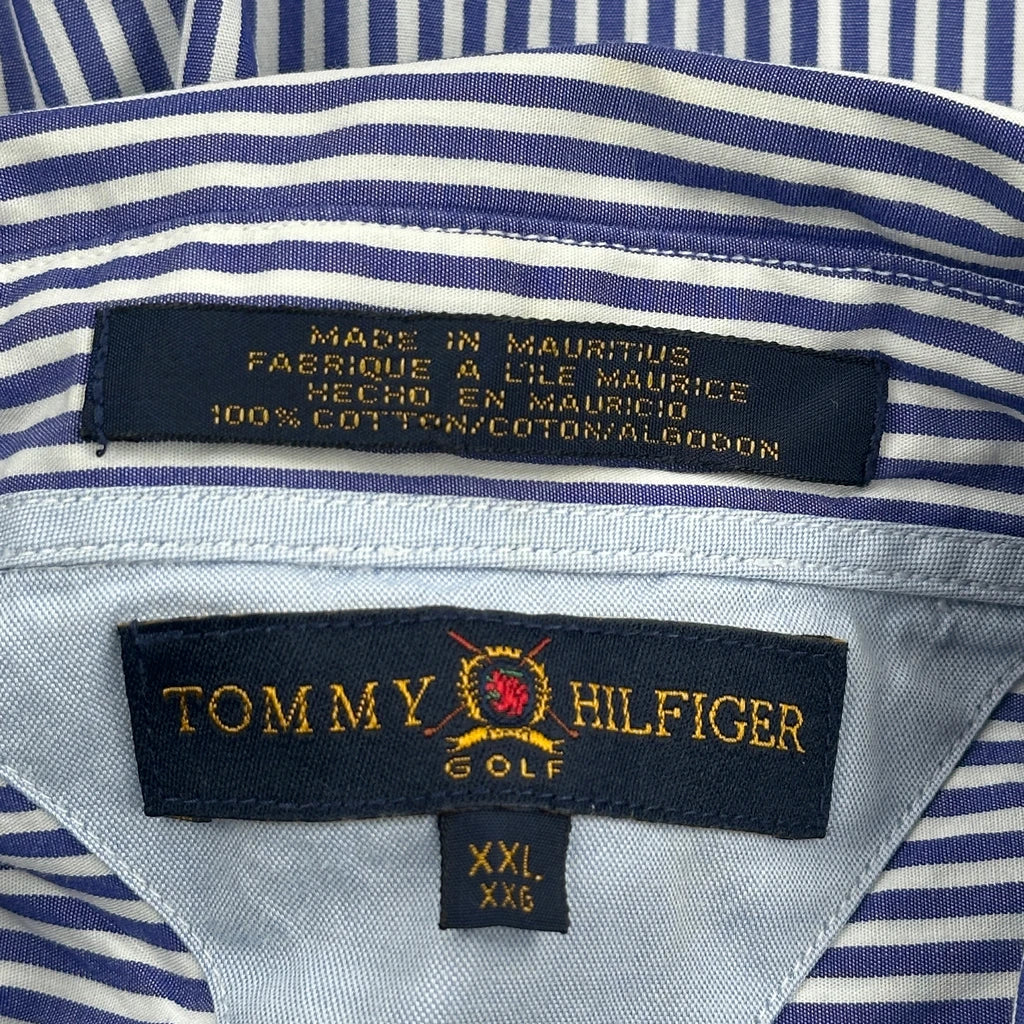 MADE IN MAURITIUS
FABRIQUE A L'ILE MAURICE
HECHO EN MAURICIO
100% COTTON/COTON/ALGODON
TOMMY HILFIGER
GOLF
XXL
XXG